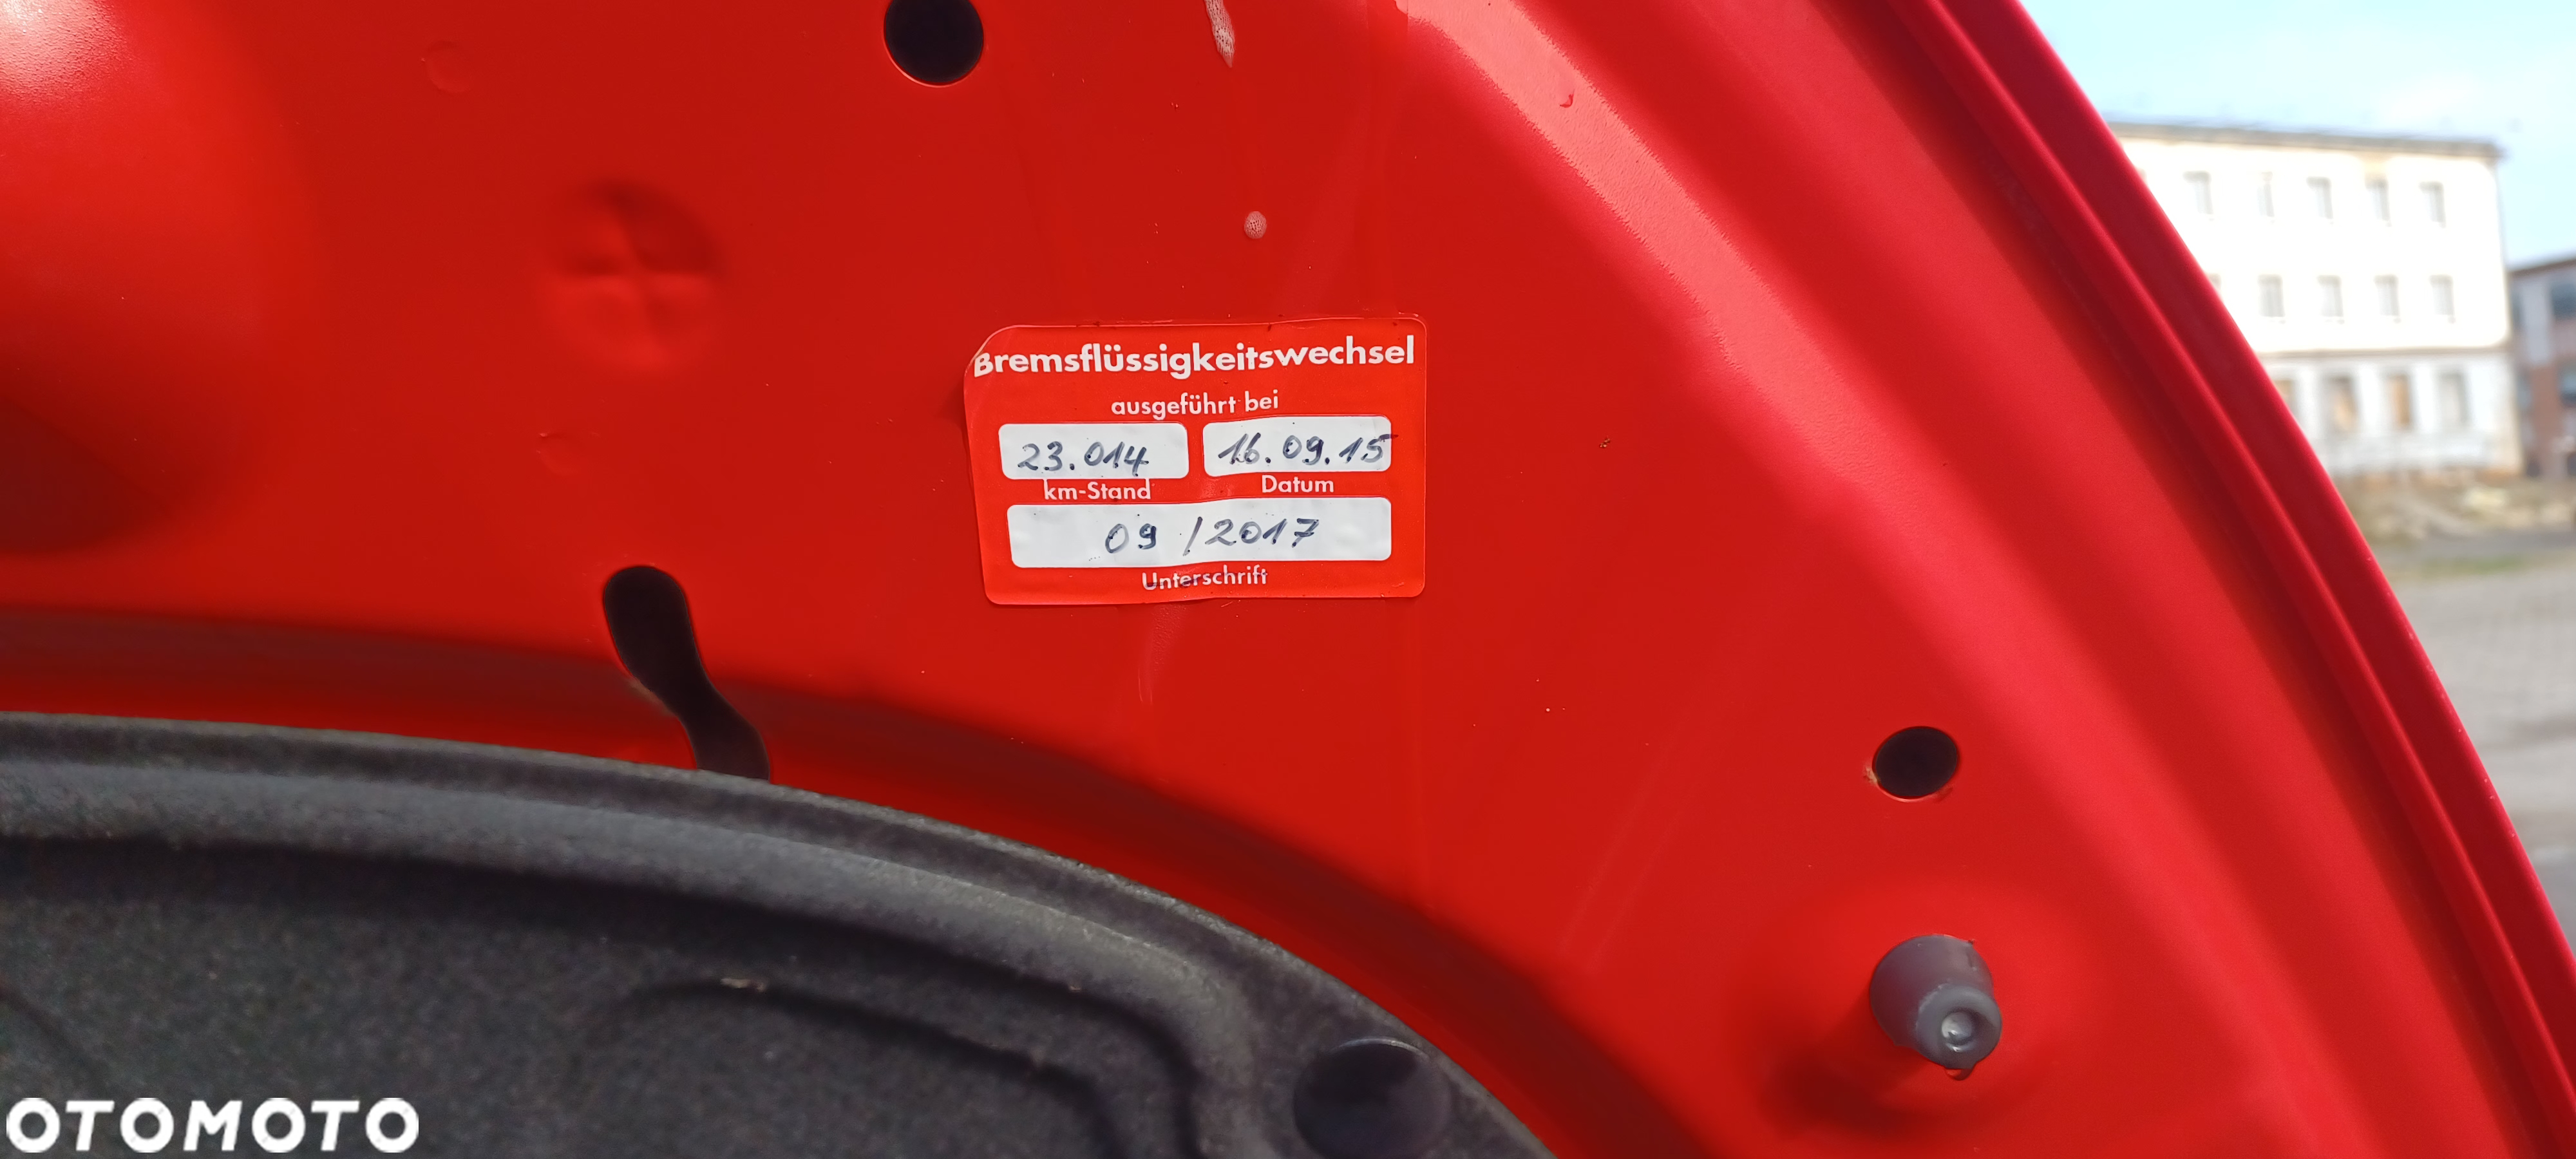 Bremsflüssigkeitswechsel
ausgeführt bei
23.014 16.09.15
km-Stand Datum
09/2017
Unterschrift
OTOMOTO